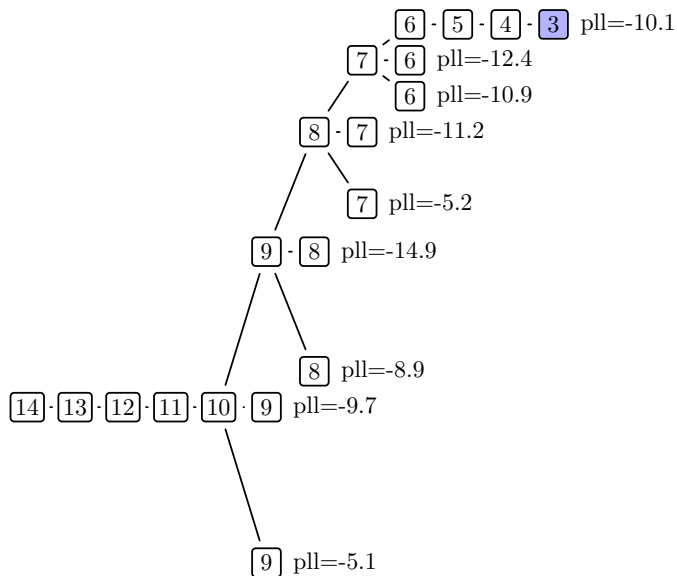 6 5 4 3 pll=-10.1
7 6 pll=-12.4
6 pll=-10.9
8 7 pll=-11.2
7 pll=-5.2
9 8 pll=-14.9
8 pll=-8.9
14 13 12 11 10 9 pll=-9.7
9 pll=-5.1